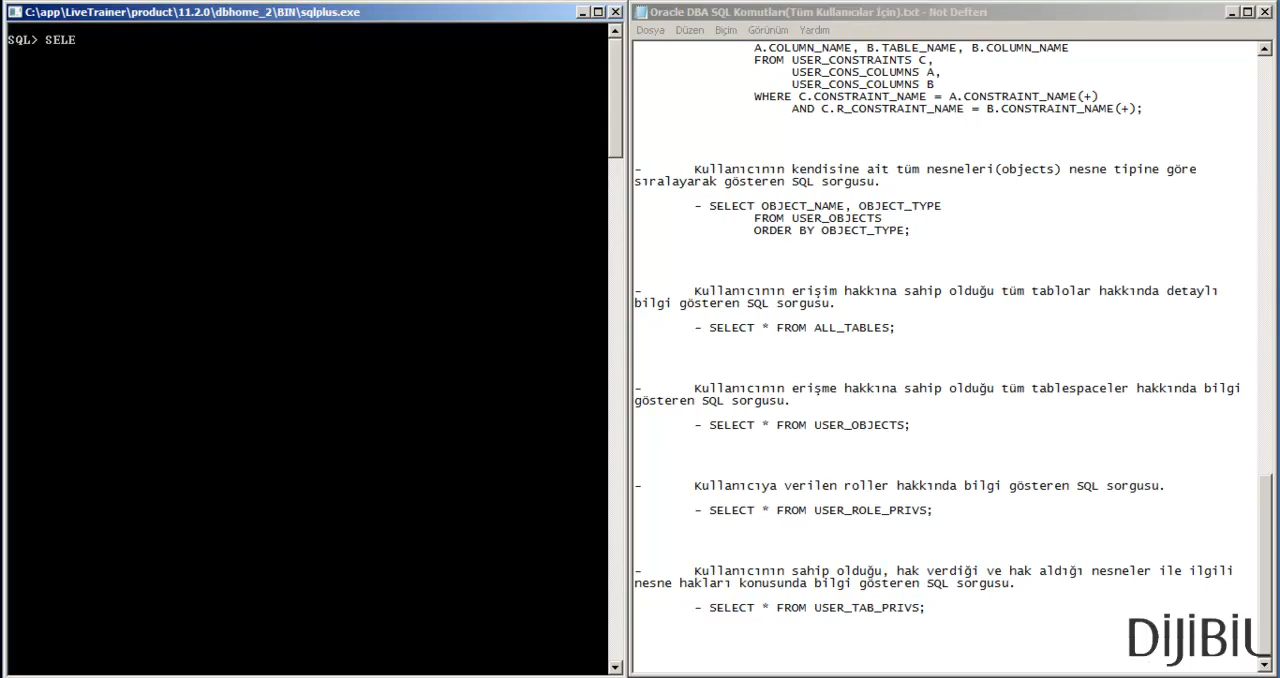 C:\app\LiveTrainer\product\11.2.0\dbhome_2\BIN\sqlplus.exe
SQL> SELE
Oracle DBA SQL Komutları(Tüm Kullanıcılar İçin).txt - Not Defteri
Dosya Düzen Biçim Görünüm Yardım
A.COLUMN_NAME, B.TABLE_NAME, B.COLUMN_NAME
FROM USER_CONSTRAINTS C,
USER_CONS_COLUMNS A,
USER_CONS_COLUMNS B
WHERE C.CONSTRAINT_NAME = A.CONSTRAINT_NAME(+)
AND C.R_CONSTRAINT_NAME = B.CONSTRAINT_NAME(+);
- Kullanıcının kendisine ait tüm nesneleri(objects) nesne tipine göre
sıralayarak gösteren SQL sorgusu.
- SELECT OBJECT_NAME, OBJECT_TYPE
FROM USER_OBJECTS
ORDER BY OBJECT_TYPE;
- Kullanıcının erişim hakkına sahip olduğu tüm tablolar hakkında detaylı
bilgi gösteren SQL sorgusu.
- SELECT * FROM ALL_TABLES;
- Kullanıcının erişme hakkına sahip olduğu tüm tablespaceler hakkında bilgi
gösteren SQL sorgusu.
- SELECT * FROM USER_OBJECTS;
- Kullanıcıya verilen roller hakkında bilgi gösteren SQL sorgusu.
- SELECT * FROM USER_ROLE_PRIVS;
- Kullanıcının sahip olduğu, hak verdiği ve hak aldığı nesneler ile ilgili
nesne hakları konusunda bilgi gösteren SQL sorgusu.
- SELECT * FROM USER_TAB_PRIVS;
DiJiBiL